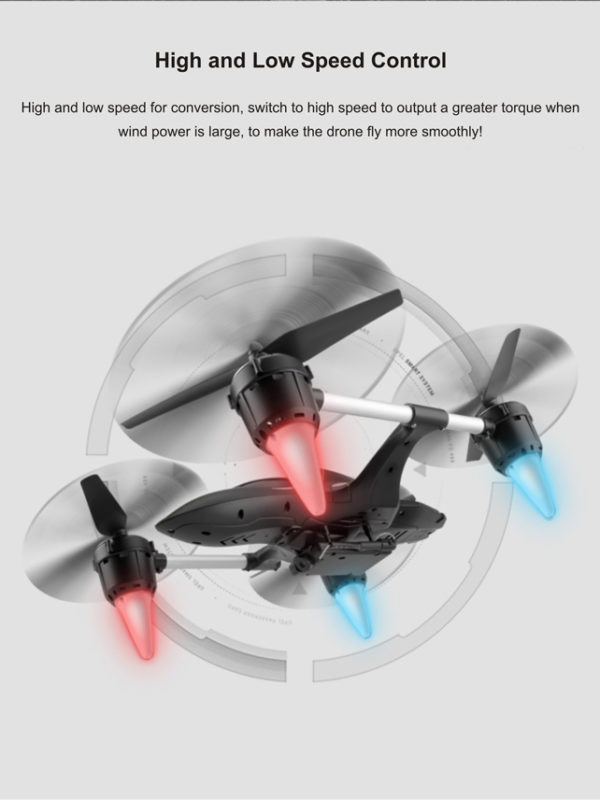 High and Low Speed Control
High and low speed for conversion, switch to high speed to output a greater torque when
wind power is large, to make the drone fly more smoothly!